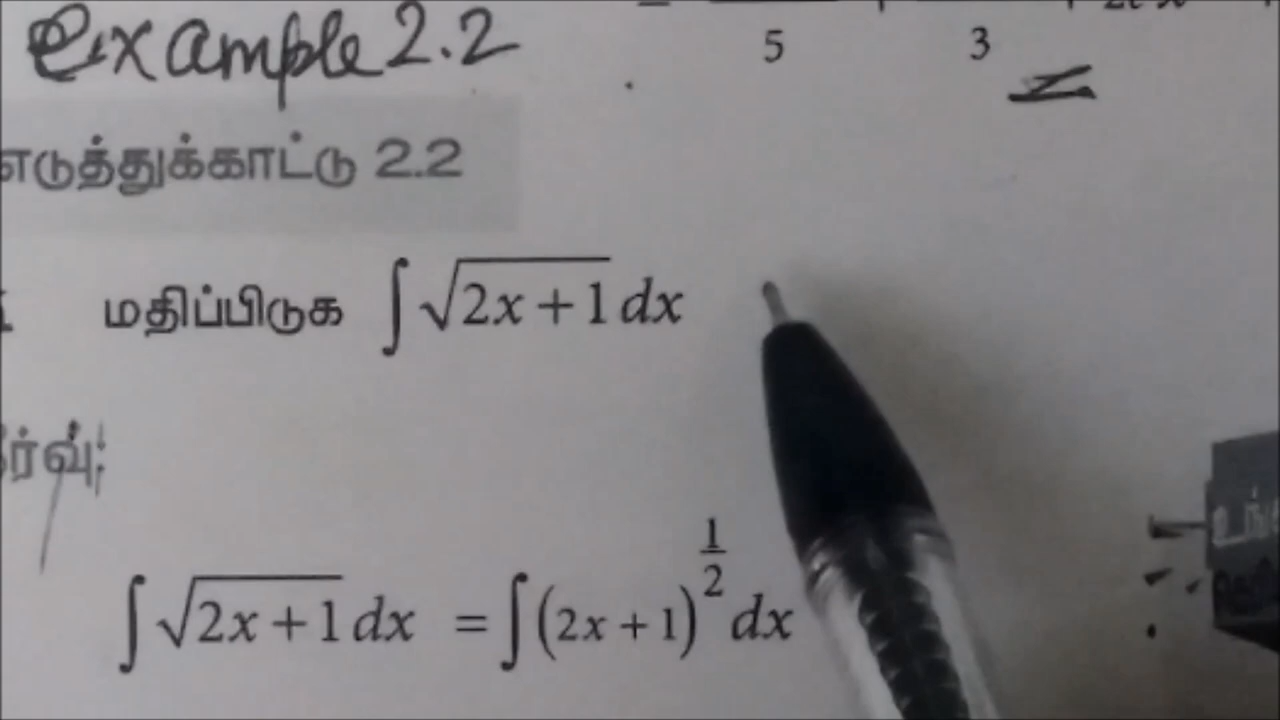 example 2.2
5 3
எடுத்துக்காட்டு 2.2
மதிப்பிடுக ∫√(2x+1) dx
∫√(2x+1) dx = ∫(2x+1)^(1/2) dx